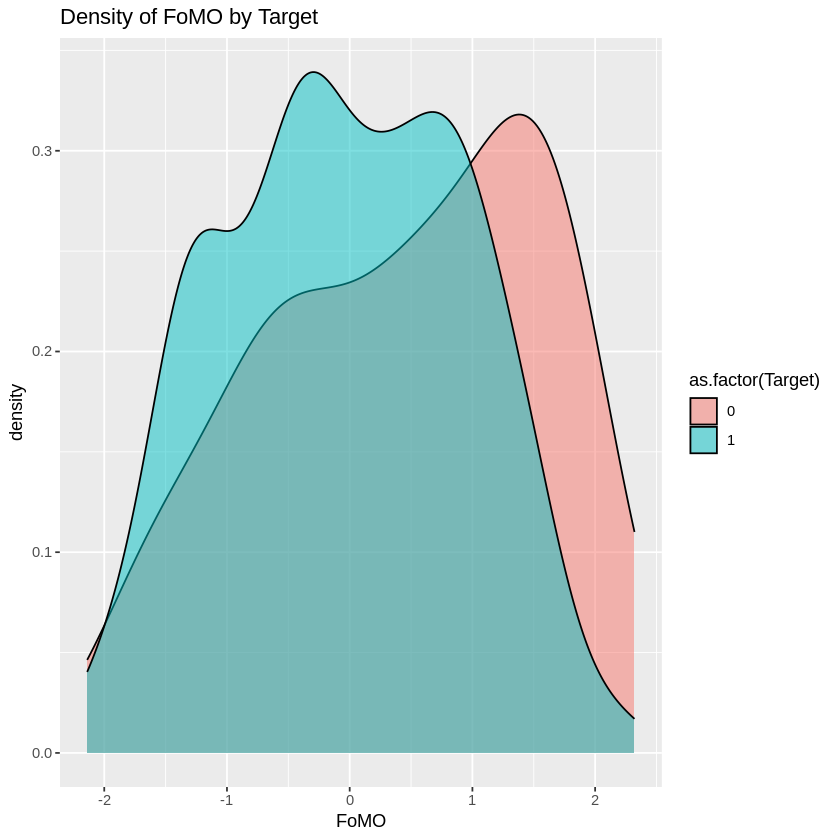 Density of FoMO by Target
density
0.3
0.2
0.1
0.0
-2 -1 0 1 2
FoMO
as.factor(Target)
0
1